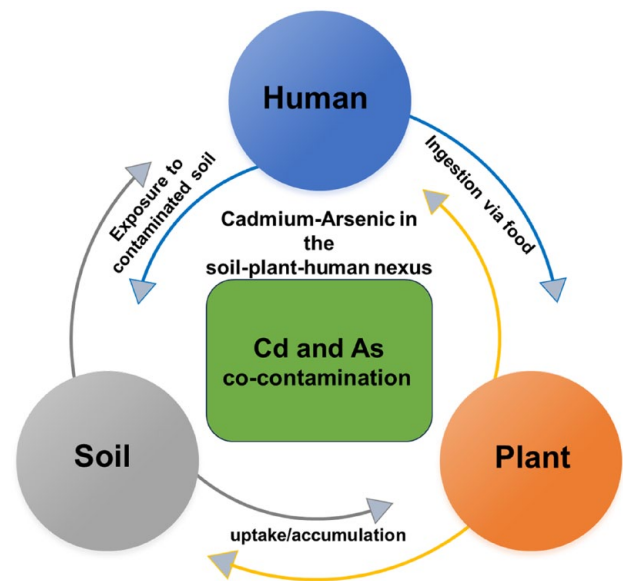 Human
Exposure to
contaminated soil
Ingestion via food
Cadmium-Arsenic in
the
soil-plant-human nexus
Cd and As
co-contamination
Soil
Plant
uptake/accumulation